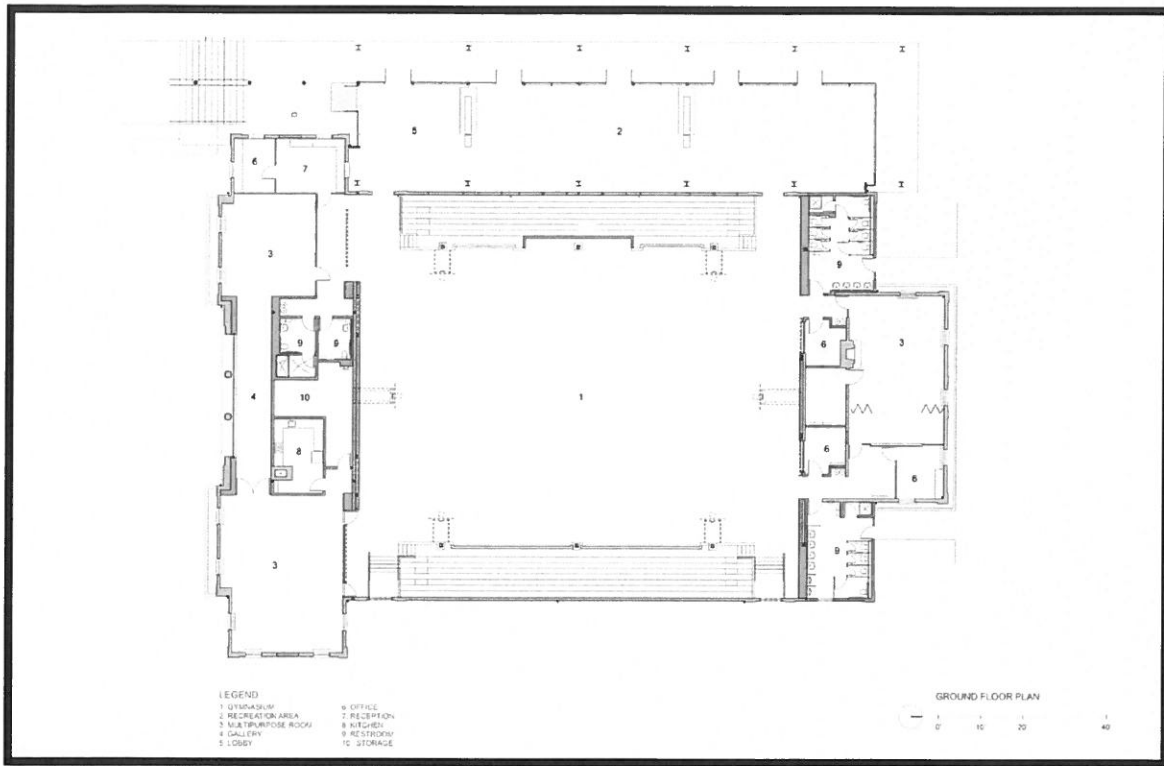 5
2
6
7
3
9
9
9
3
6
4
10
1
8
6
6
3
9
LEGEND
1 GYMNASIUM
2 RECREATION AREA
3 MULTIPURPOSE ROOM
4 GALLERY
5 LOBBY
6 OFFICE
7 RECEPTION
8 KITCHEN
9 RESTROOM
10 STORAGE
GROUND FLOOR PLAN
0' 10 20 40